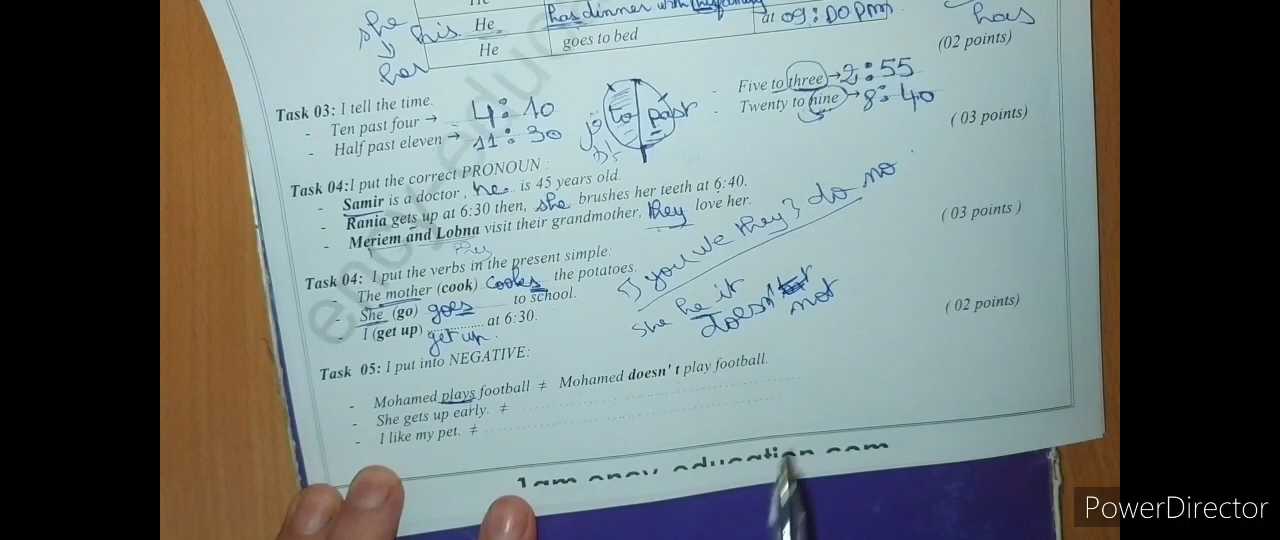 He
she his He has dinner with his family at 09:00 pm has
He goes to bed
her
(02 points)
Task 03: I tell the time.
- Ten past four → 4:10
- Half past eleven → 11:30
to past
- Five to three → 2:55
- Twenty to nine → 8:40
( 03 points)
Task 04:I put the correct PRONOUN :
- Samir is a doctor , he is 45 years old.
- Rania gets up at 6:30 then, she brushes her teeth at 6:40.
- Meriem and Lobna visit their grandmother, they love her.
they
( 03 points )
Task 04: I put the verbs in the present simple:
- The mother (cook) cooks the potatoes.
- She (go) goes to school.
- I (get up) ............ at 6:30.
get up
I you we they } do no
she he it
doesn't not
( 02 points)
Task 05: I put into NEGATIVE:
- Mohamed plays football ≠ Mohamed doesn' t play football.
- She gets up early. ≠
- I like my pet. ≠
PowerDirector